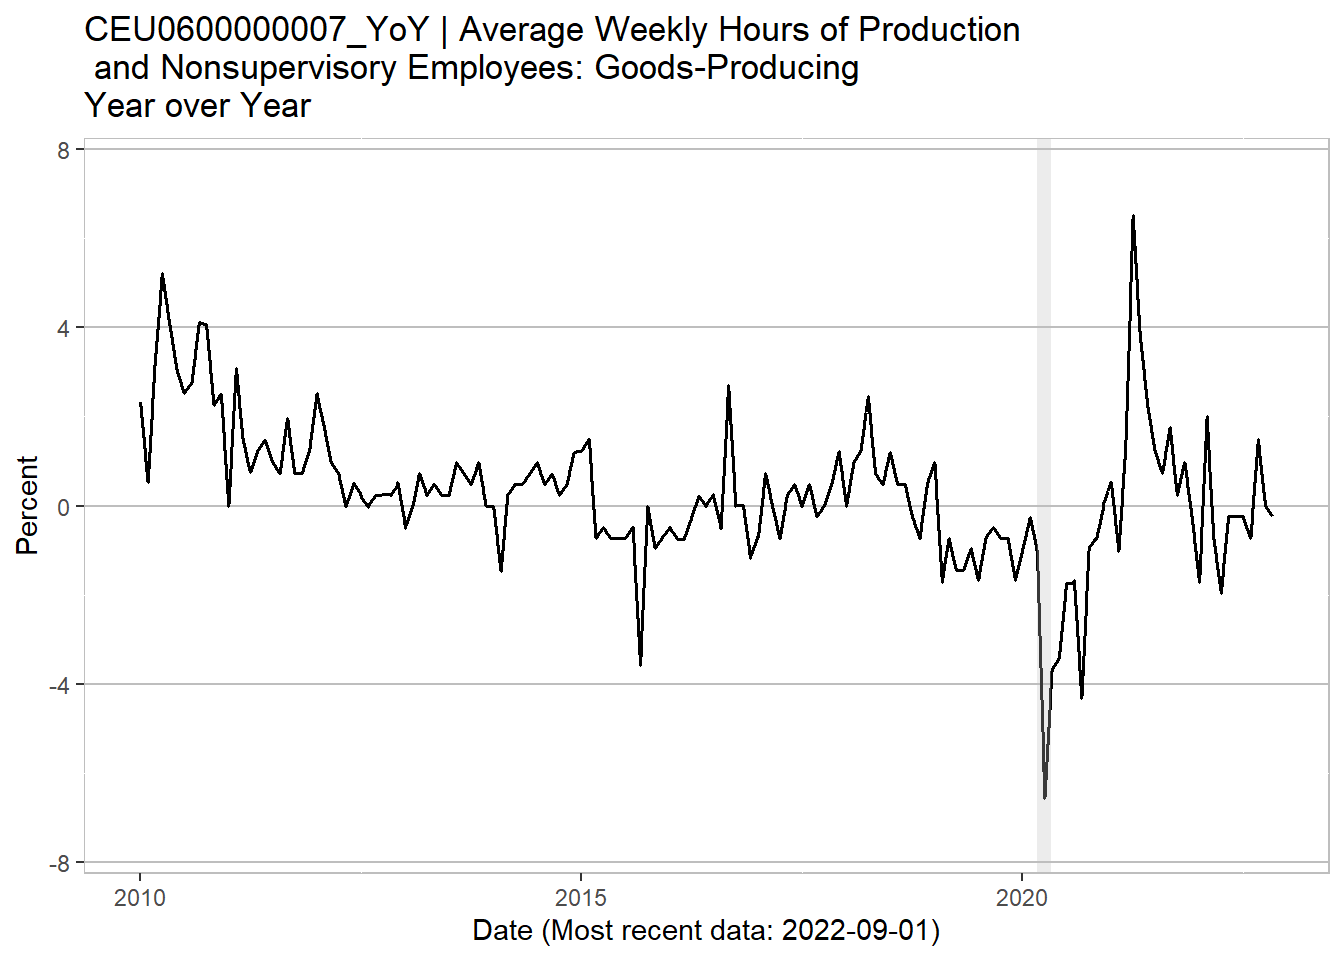 CEU0600000007_YoY | Average Weekly Hours of Production
and Nonsupervisory Employees: Goods-Producing
Year over Year
8
4
0
-4
-8
Percent
2010
2015
2020
Date (Most recent data: 2022-09-01)